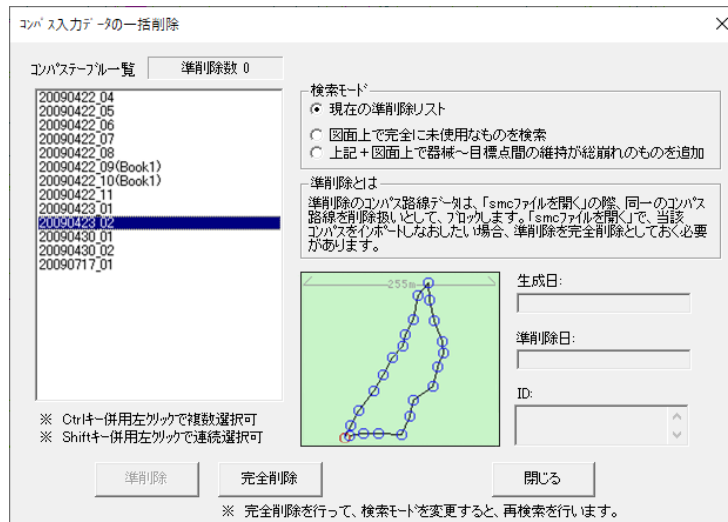 コンパス入力データの一括削除
コンパステーブル一覧
準削除数 0
20090422_04
20090422_05
20090422_06
20090422_07
20090422_08
20090422_09(Book1)
20090422_10(Book1)
20090422_11
20090423_01
20090423_02
20090430_01
20090430_02
20090717_01
※ Ctrlキー併用左クリックで複数選択可
※ Shiftキー併用左クリックで連続選択可
検索モード
現在の準削除リスト
図面上で完全に未使用なものを検索
上記+図面上で器械~目標点間の維持が総崩れのものを追加
準削除とは
準削除のコンパス路線データは、「smcファイルを開く」の際、同一のコンパス
路線を削除扱いとして、ブロックします。「smcファイルを開く」で、当該
コンパスをインポートしなおしたい場合、準削除を完全削除としておく必要
があります。
255m
生成日:
準削除日:
ID:
準削除
完全削除
閉じる
※ 完全削除を行って、検索モードを変更すると、再検索を行います。